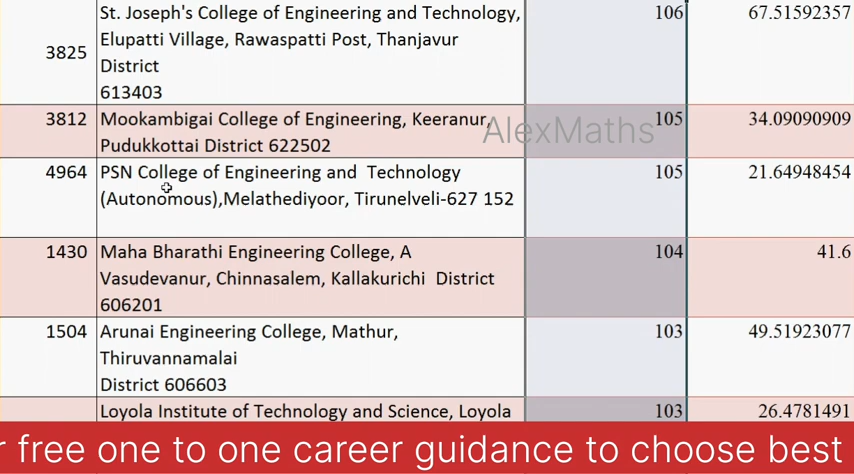 St. Joseph's College of Engineering and Technology, 106 67.51592357
Elupatti Village, Rawaspatti Post, Thanjavur
3825 District
613403
3812 Mookambigai College of Engineering, Keeranur, 105 34.09090909
Pudukkottai District 622502
AlexMaths
4964 PSN College of Engineering and Technology 105 21.64948454
(Autonomous),Melathediyoor, Tirunelveli-627 152
1430 Maha Bharathi Engineering College, A 104 41.6
Vasudevanur, Chinnasalem, Kallakurichi District
606201
1504 Arunai Engineering College, Mathur, 103 49.51923077
Thiruvannamalai
District 606603
Loyola Institute of Technology and Science, Loyola 103 26.4781491
r free one to one career guidance to choose best